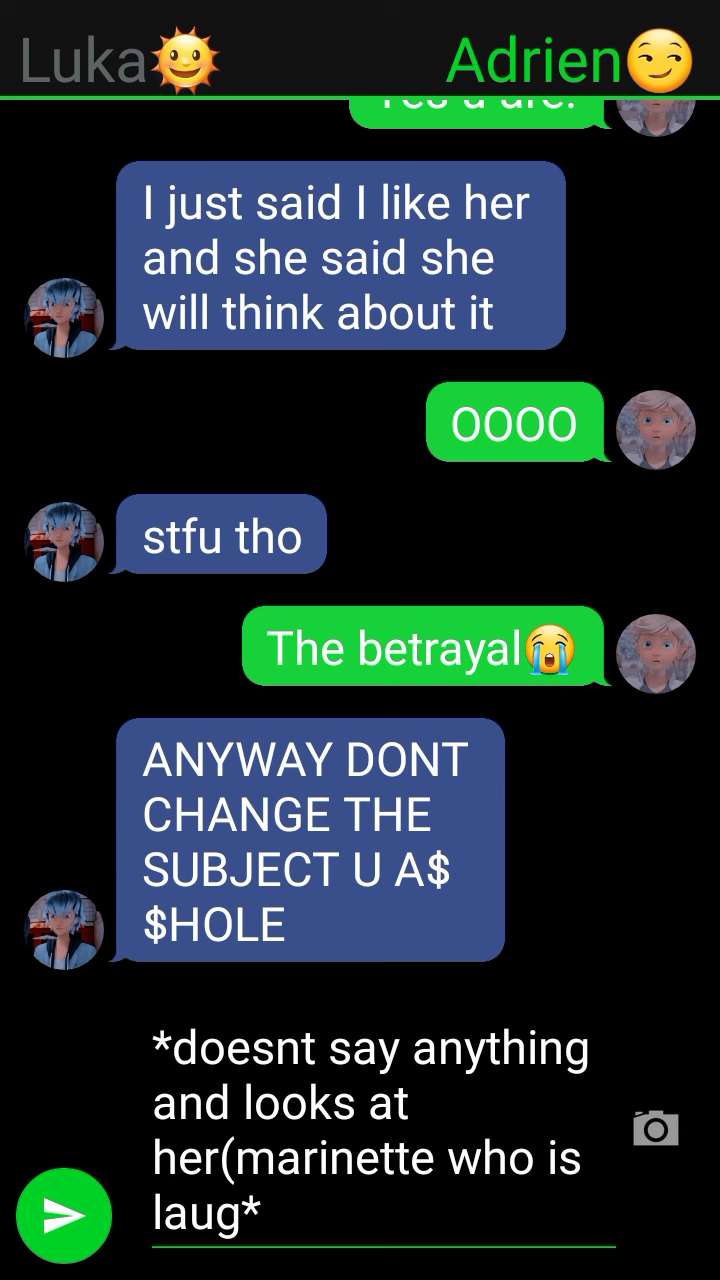 Luka🌞 Adrien😏
Yes u are.
I just said I like her
and she said she
will think about it
OOOO
stfu tho
The betrayal😭
ANYWAY DONT
CHANGE THE
SUBJECT U A$
$HOLE
*doesnt say anything
and looks at
her(marinette who is
laug*